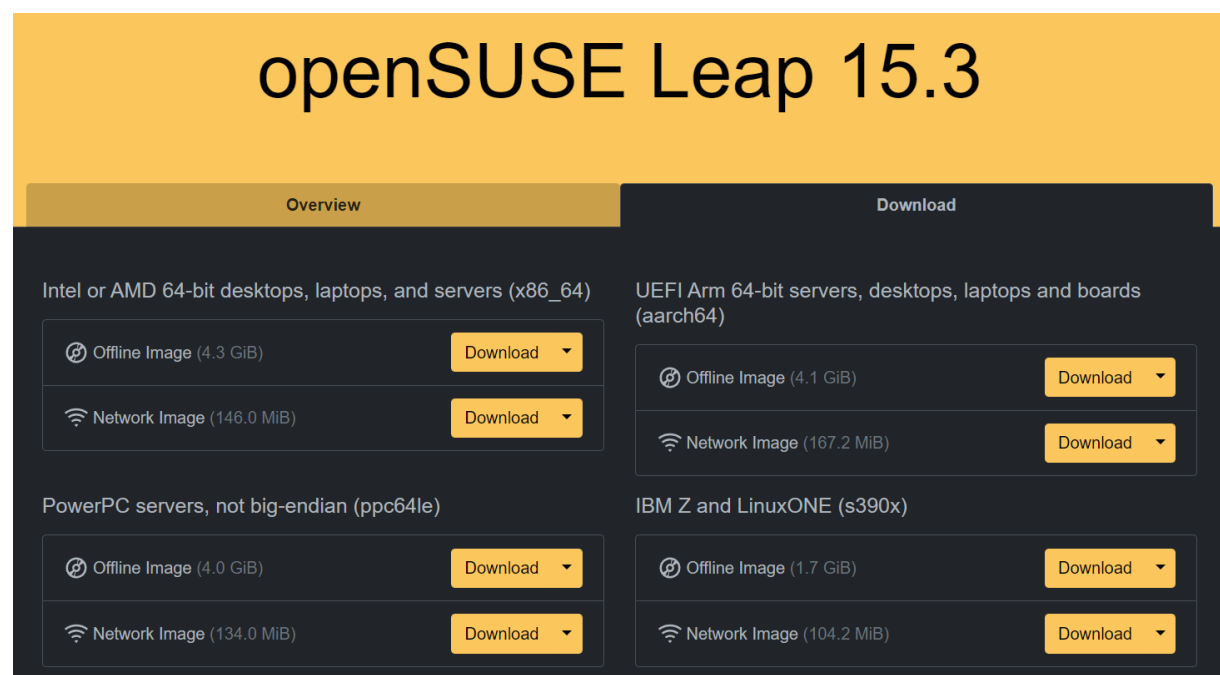 openSUSE Leap 15.3
Overview
Download
Intel or AMD 64-bit desktops, laptops, and servers (x86_64)
Offline Image (4.3 GiB)
Download
Network Image (146.0 MiB)
Download
UEFI Arm 64-bit servers, desktops, laptops and boards
(aarch64)
Offline Image (4.1 GiB)
Download
Network Image (167.2 MiB)
Download
PowerPC servers, not big-endian (ppc64le)
Offline Image (4.0 GiB)
Download
Network Image (134.0 MiB)
Download
IBM Z and LinuxONE (s390x)
Offline Image (1.7 GiB)
Download
Network Image (104.2 MiB)
Download